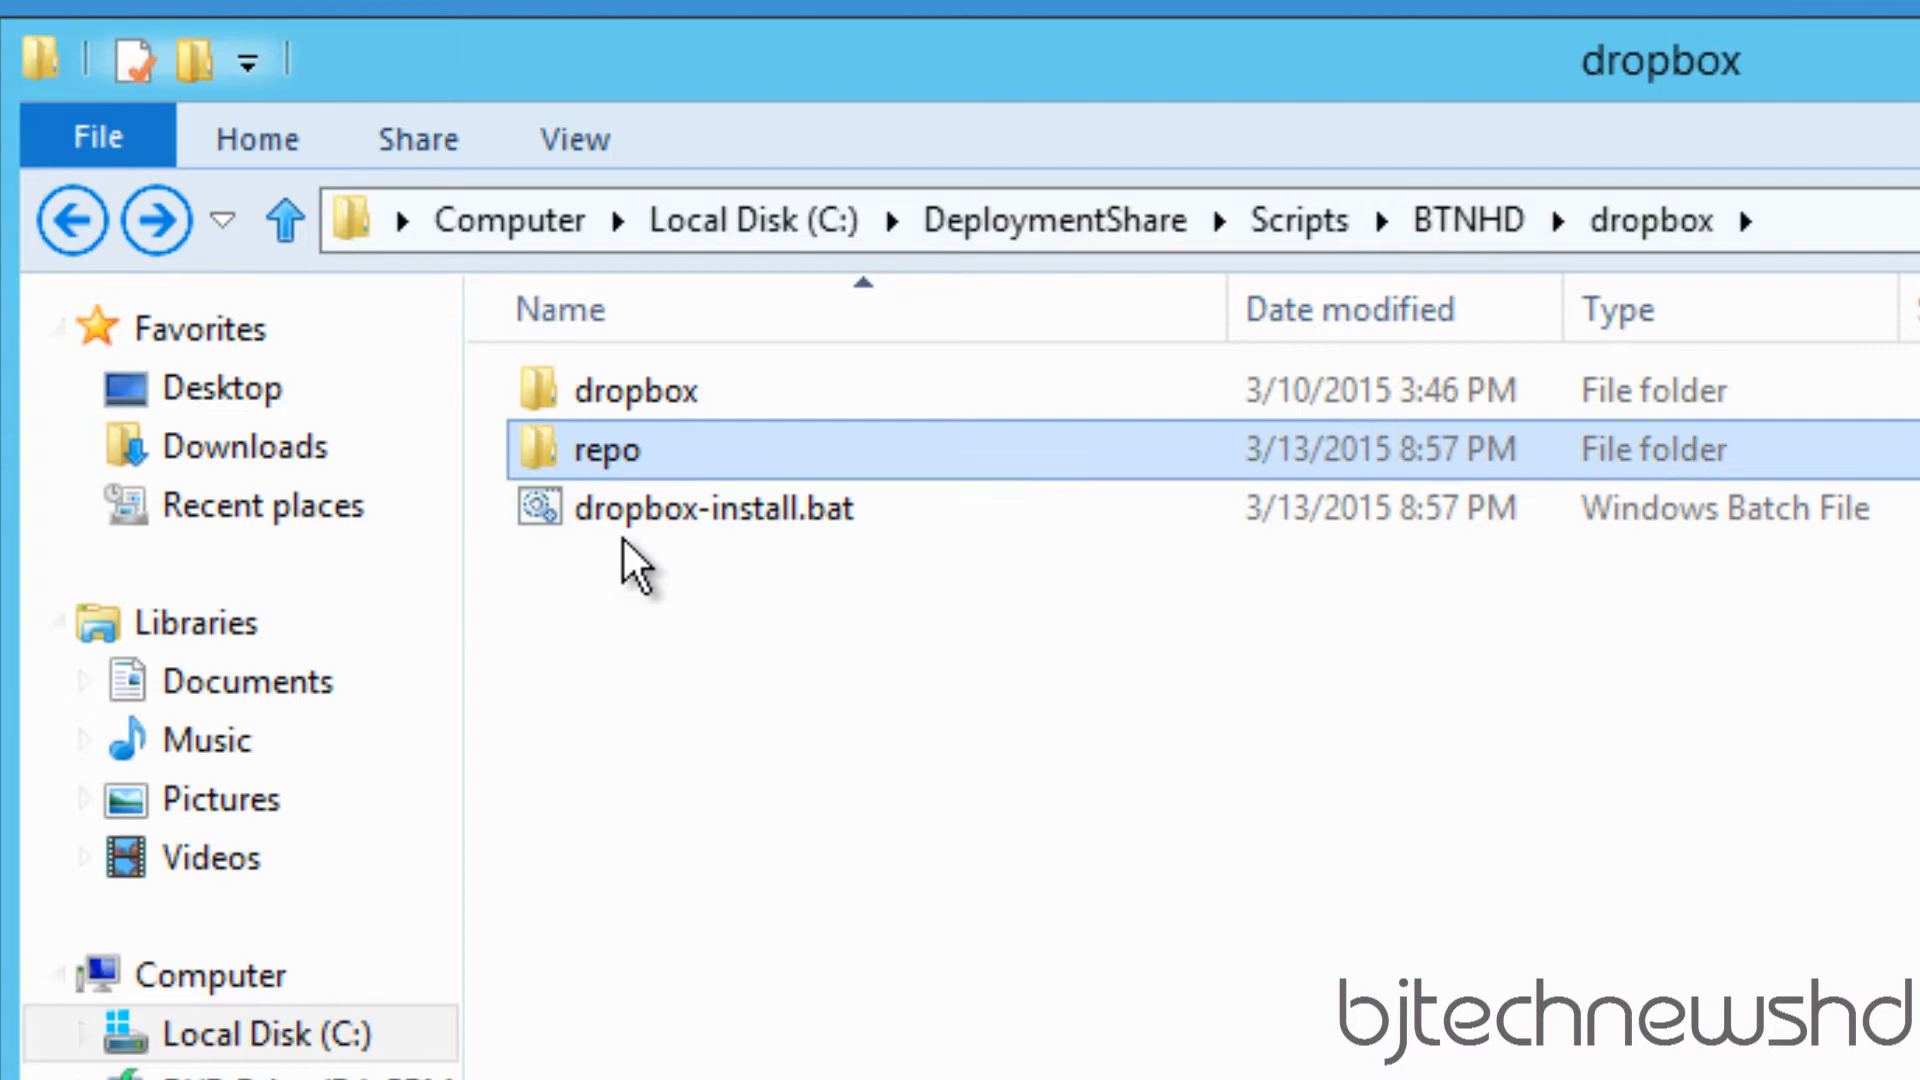 dropbox
File Home Share View
Computer Local Disk (C:) DeploymentShare Scripts BTNHD dropbox
Name Date modified Type
Favorites
Desktop
Downloads
Recent places
Libraries
Documents
Music
Pictures
Videos
Computer
Local Disk (C:)
dropbox 3/10/2015 3:46 PM File folder
repo 3/13/2015 8:57 PM File folder
dropbox-install.bat 3/13/2015 8:57 PM Windows Batch File
bjtechnewshd